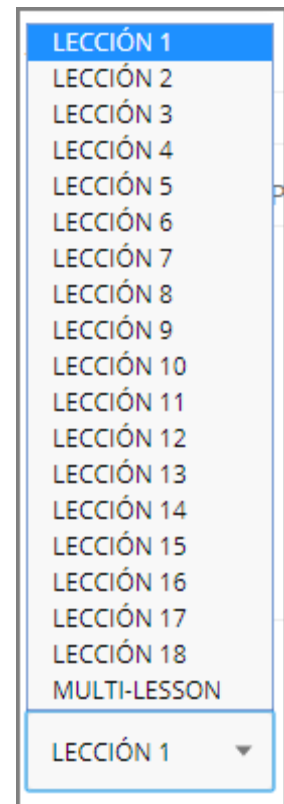 LECCIÓN 1
LECCIÓN 2
LECCIÓN 3
LECCIÓN 4
LECCIÓN 5
P
LECCIÓN 6
LECCIÓN 7
LECCIÓN 8
LECCIÓN 9
LECCIÓN 10
LECCIÓN 11
LECCIÓN 12
LECCIÓN 13
LECCIÓN 14
LECCIÓN 15
LECCIÓN 16
LECCIÓN 17
LECCIÓN 18
MULTI-LESSON
LECCIÓN 1